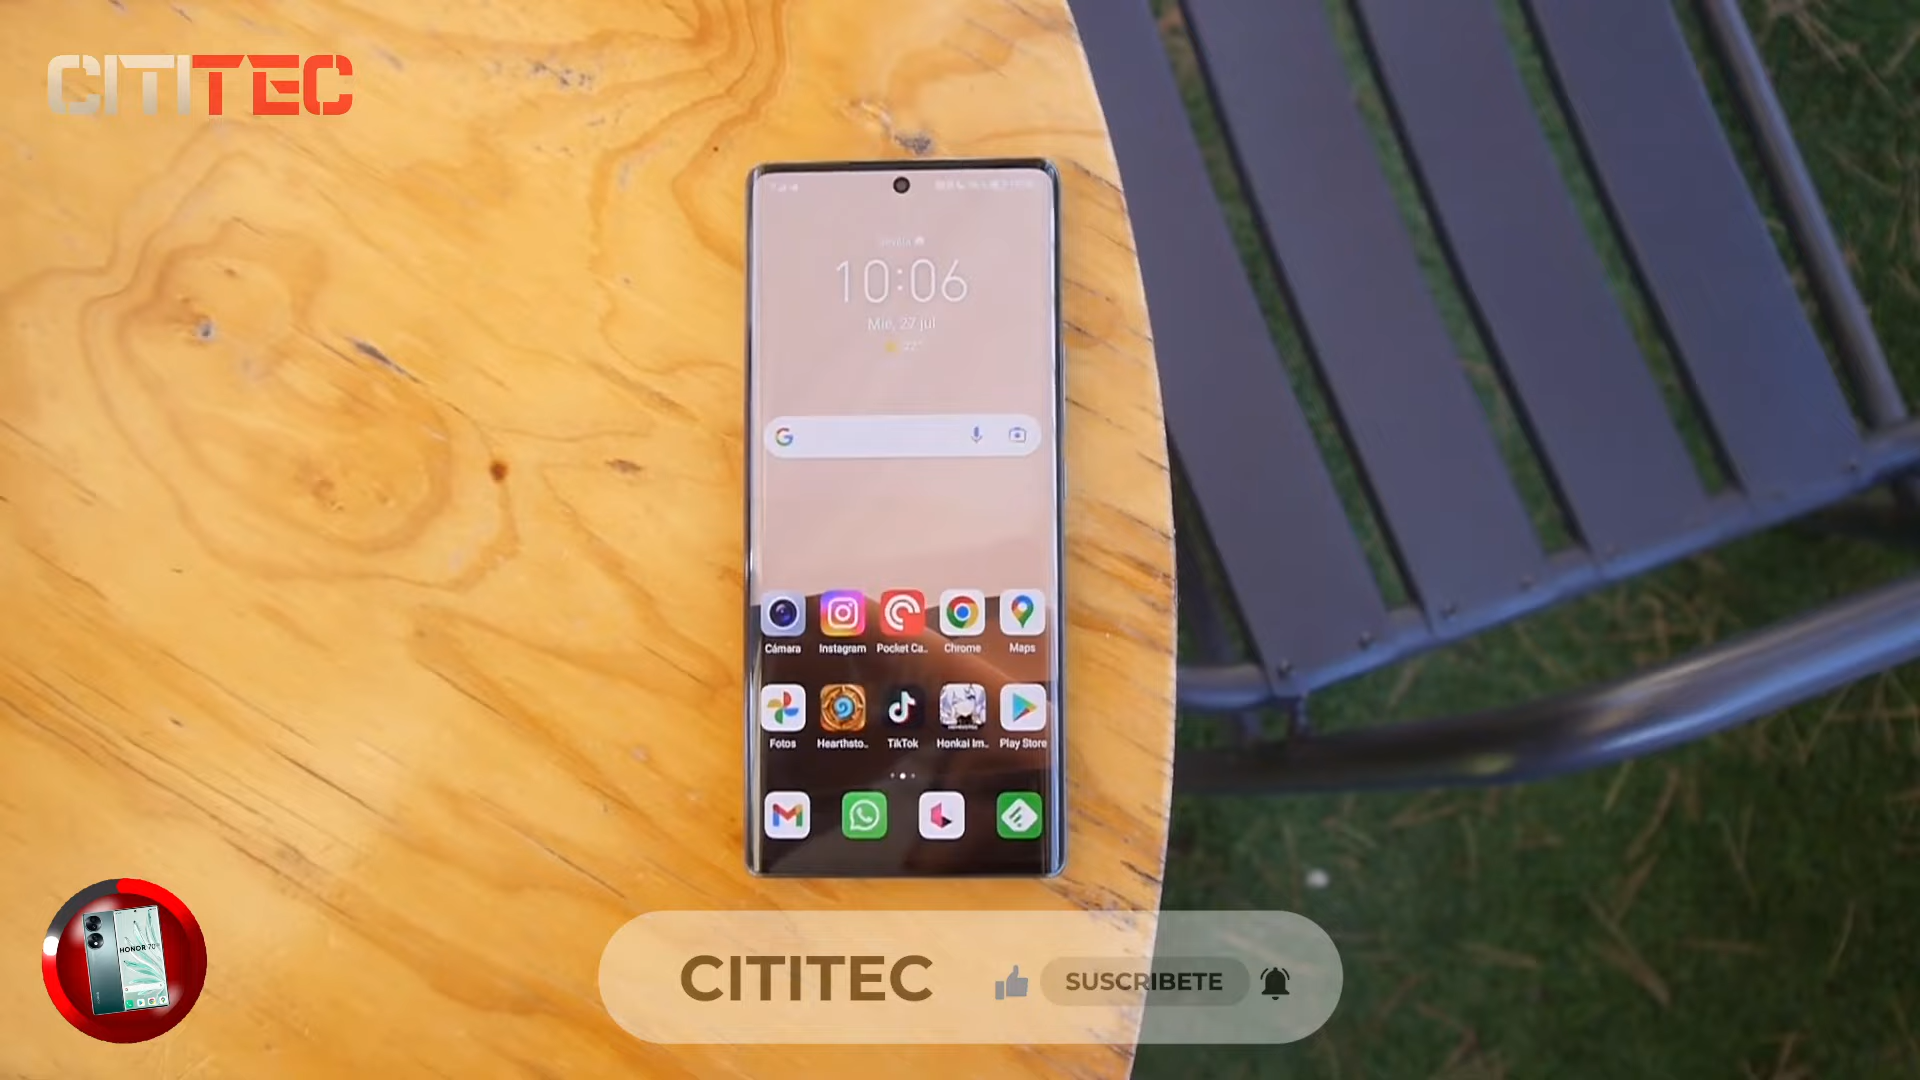 CITITEC
10:06
Mié, 27 jul
22°
Cámara
Instagram
Pocket Ca..
Chrome
Maps
Fotos
Hearthsto..
TikTok
Honkai Im..
Play Store
HONOR 70
CITITEC
SUSCRIBETE